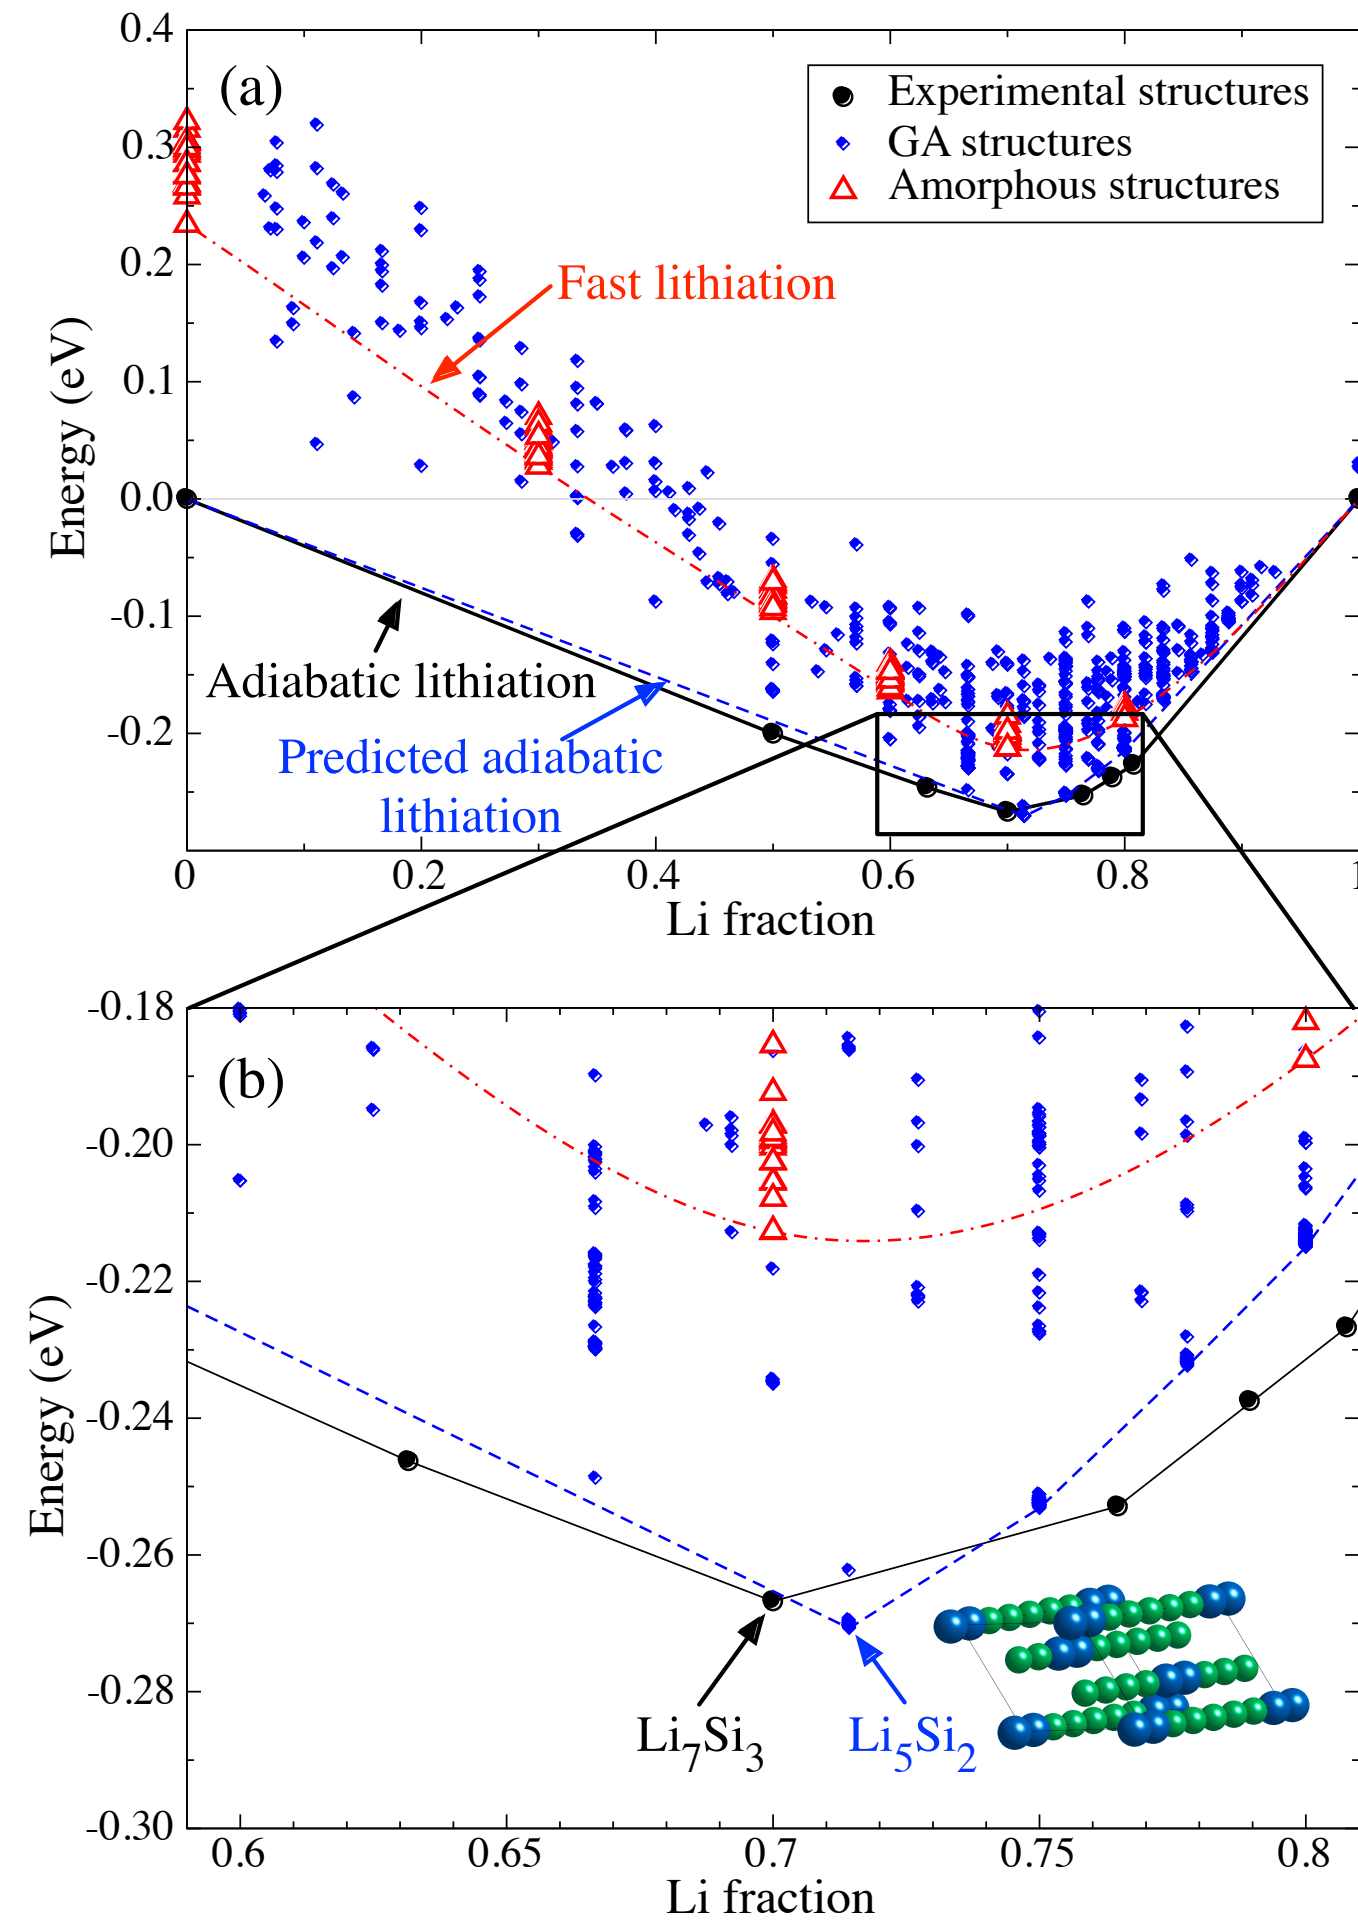 0.4
(a)
Experimental structures
GA structures
Amorphous structures
0.3
0.2
Fast lithiation
0.1
Energy (eV)
0.0
-0.1
Adiabatic lithiation
-0.2
Predicted adiabatic
lithiation
0 0.2 0.4 0.6 0.8 1
Li fraction
-0.18
(b)
-0.20
-0.22
Energy (eV)
-0.24
-0.26
-0.28
Li7Si3
Li5Si2
-0.30
0.6 0.65 0.7 0.75 0.8
Li fraction